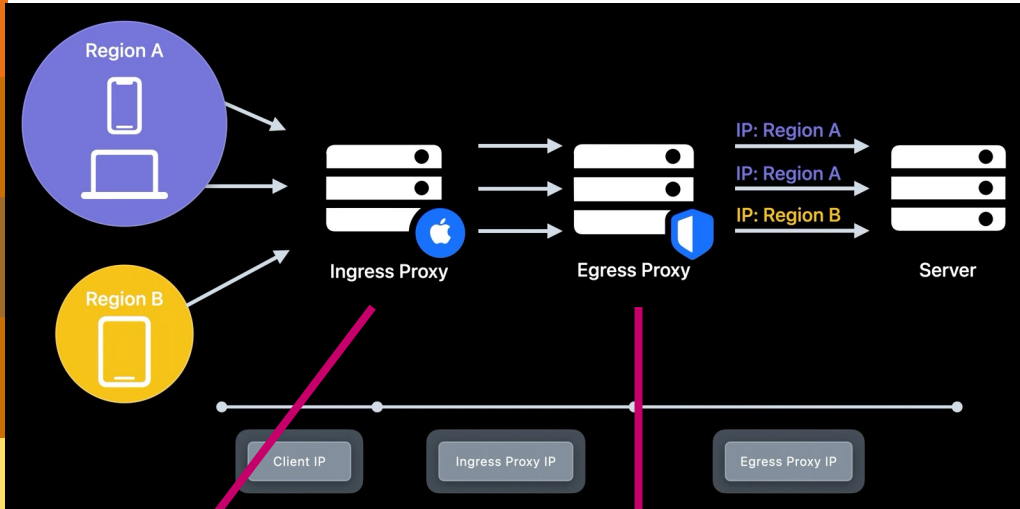 Region A
Region B
Ingress Proxy
Egress Proxy
IP: Region A
IP: Region A
IP: Region B
Server
Client IP
Ingress Proxy IP
Egress Proxy IP